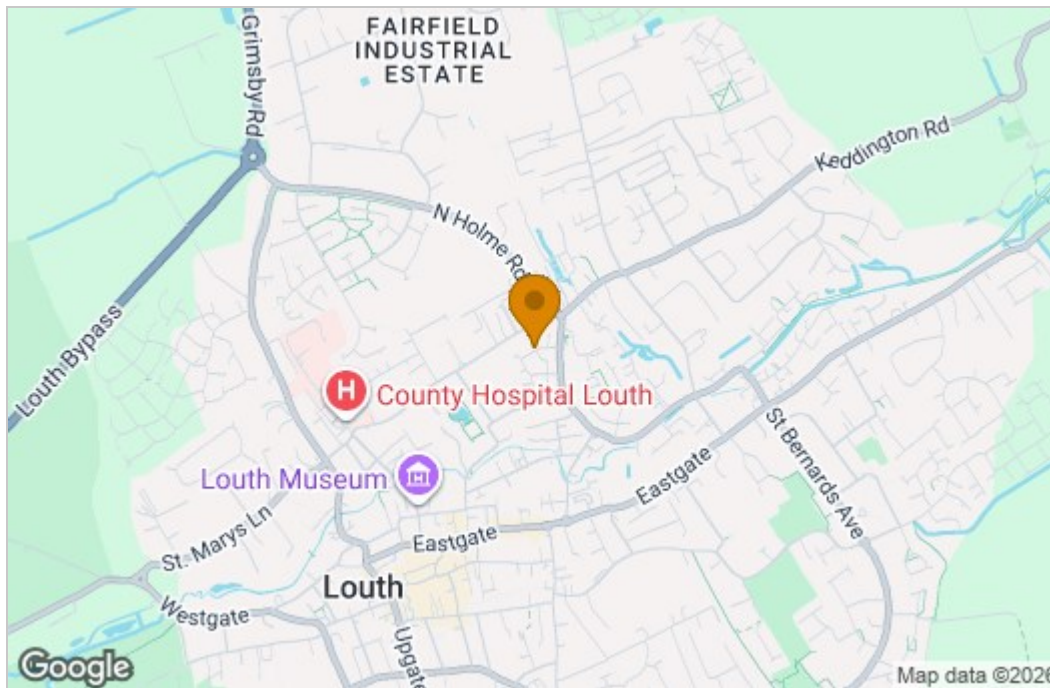 FAIRFIELD
INDUSTRIAL
ESTATE
Grimsby Rd
Keddington Rd
N Holme Rd
Louth Bypass
H
County Hospital Louth
Louth Museum
St Bernards Ave
Eastgate
St. Marys Ln
Eastgate
Louth
Westgate
Upgate
Google
Map data ©2026